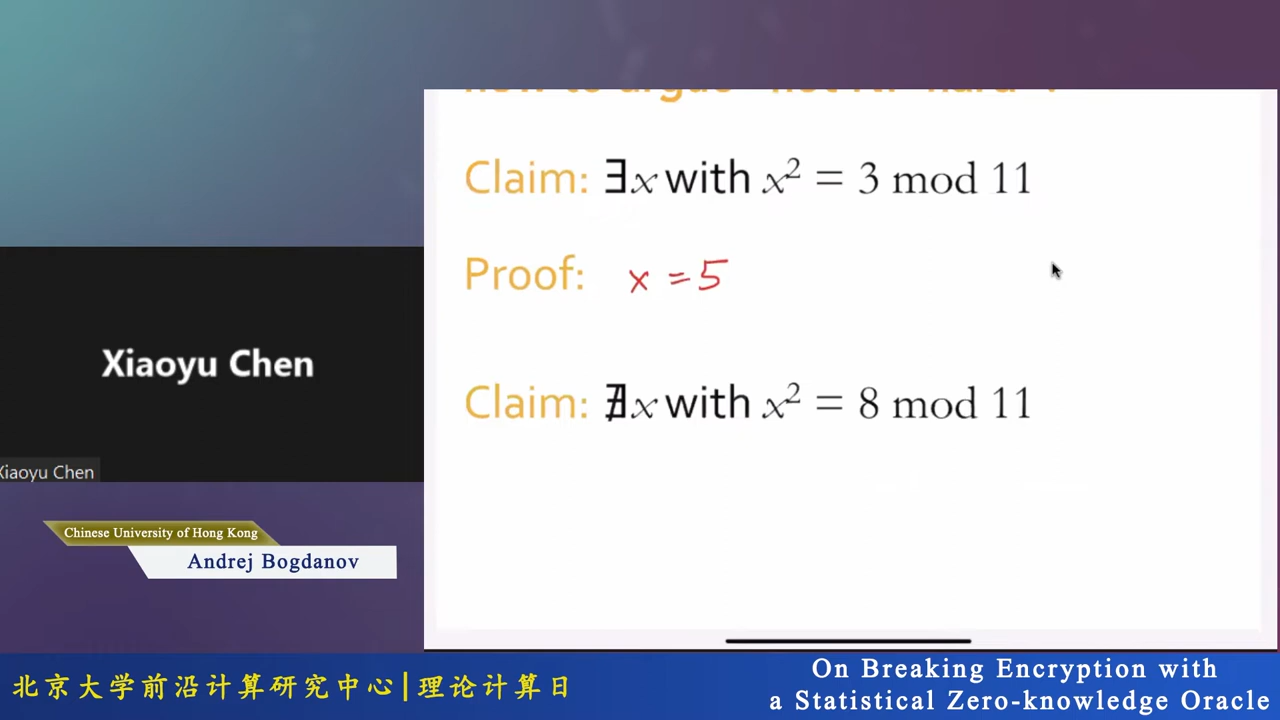 Claim: ∃x with x² = 3 mod 11
Proof: x = 5
Claim: ∄x with x² = 8 mod 11
Xiaoyu Chen
Xiaoyu Chen
Chinese University of Hong Kong
Andrej Bogdanov
北京大学前沿计算研究中心|理论计算日
On Breaking Encryption with
a Statistical Zero-knowledge Oracle